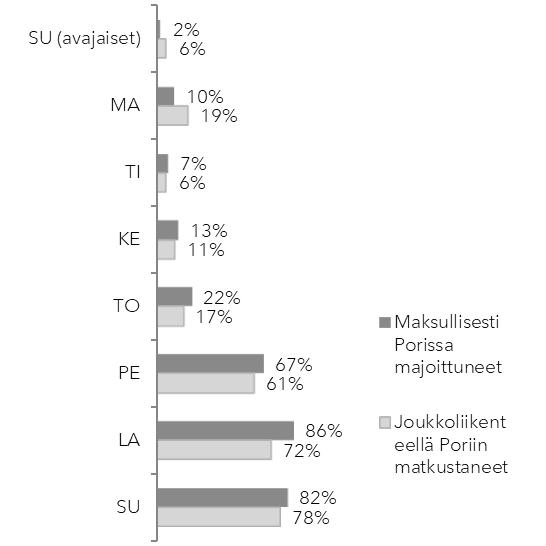 SU (avajaiset)
2%
6%
MA
10%
19%
TI
7%
6%
KE
13%
11%
TO
22%
17%
PE
67%
61%
LA
86%
72%
SU
82%
78%
Maksullisesti
Porissa
majoittuneet
Joukkoliikent
eellä Poriin
matkustaneet